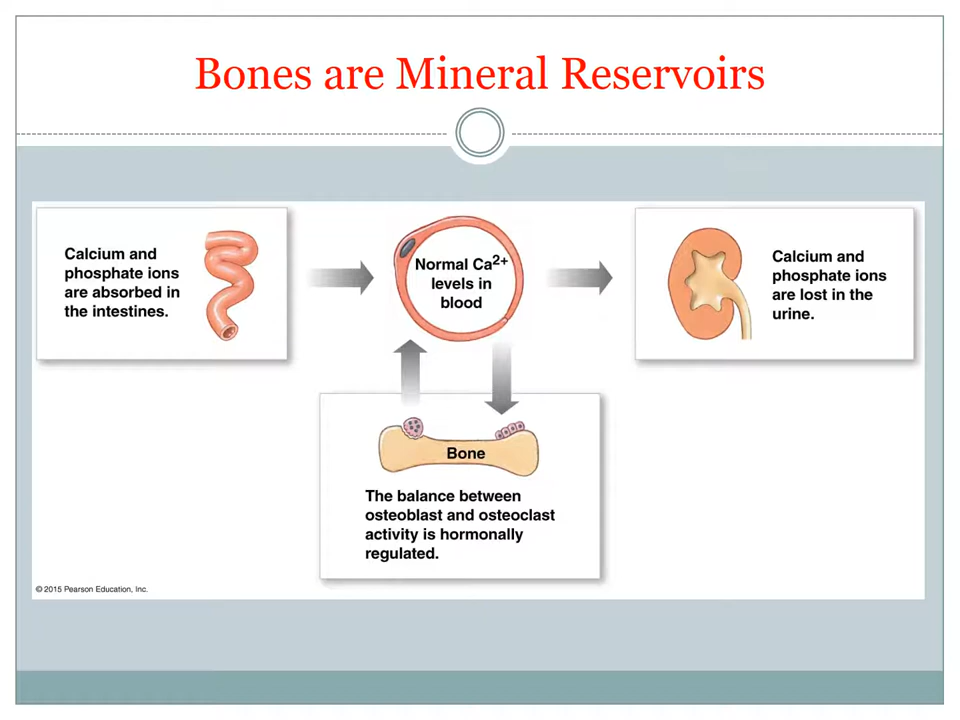 Bones are Mineral Reservoirs
Calcium and
phosphate ions
are absorbed in
the intestines.
Normal Ca²⁺
levels in
blood
Calcium and
phosphate ions
are lost in the
urine.
Bone
The balance between
osteoblast and osteoclast
activity is hormonally
regulated.
© 2015 Pearson Education, Inc.